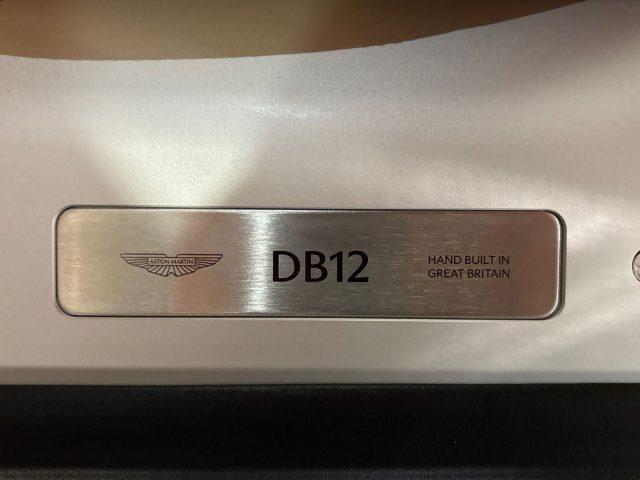 ASTON MARTIN
DB12
HAND BUILT IN
GREAT BRITAIN